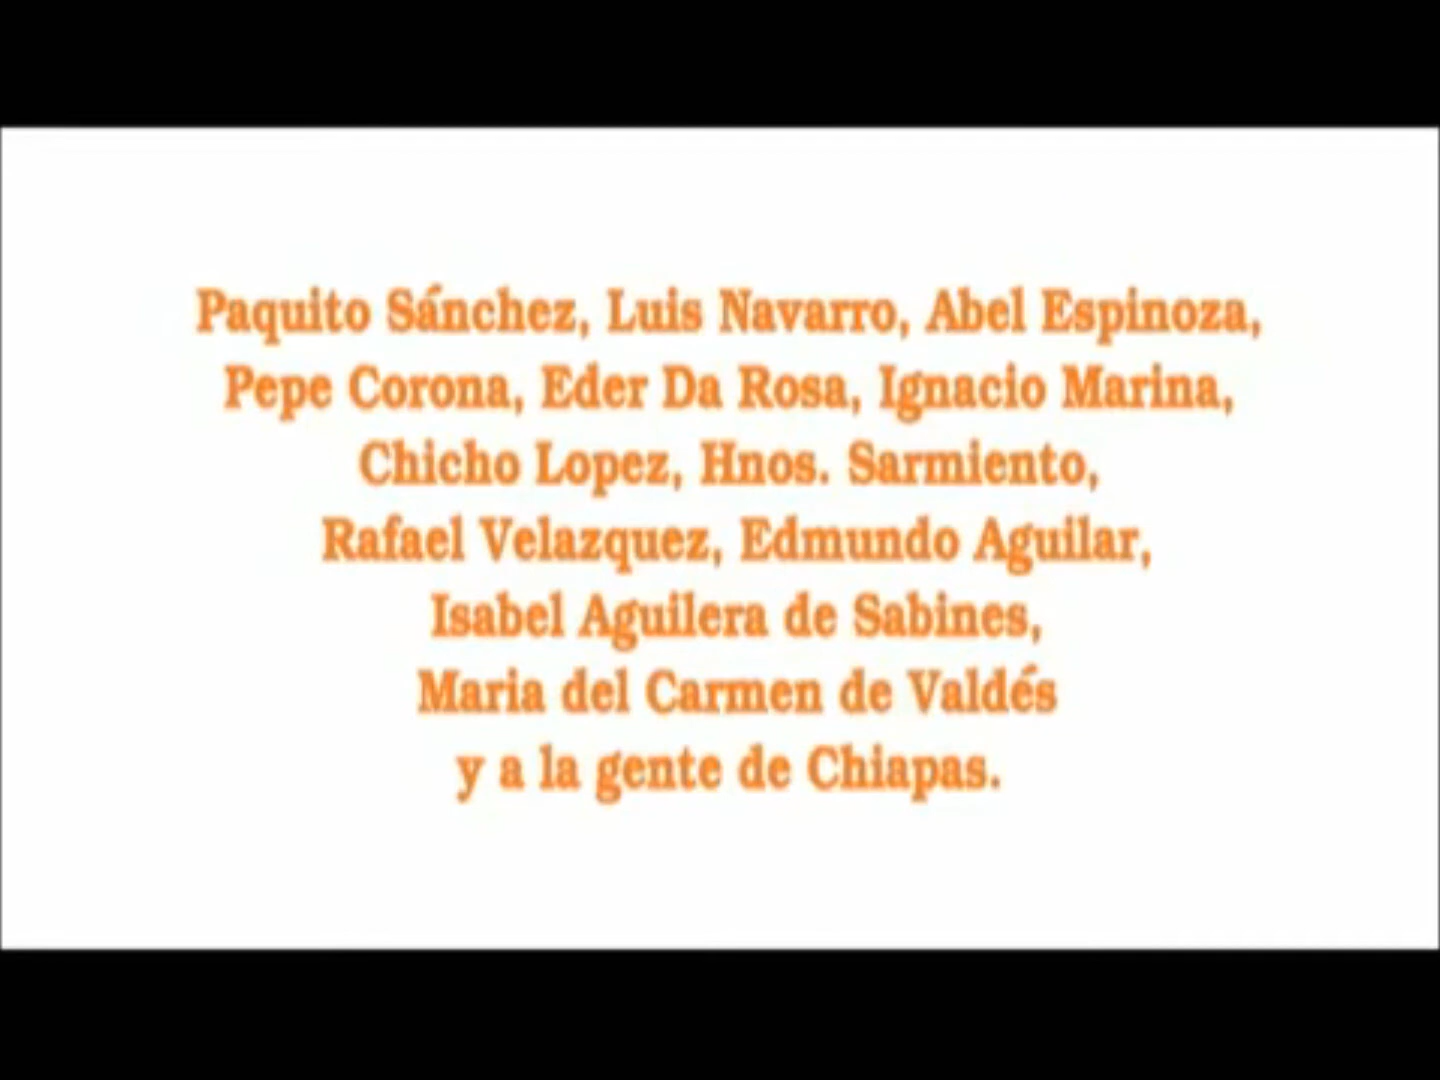 Paquito Sánchez, Luis Navarro, Abel Espinoza,
Pepe Corona, Eder Da Rosa, Ignacio Marina,
Chicho Lopez, Hnos. Sarmiento,
Rafael Velazquez, Edmundo Aguilar,
Isabel Aguilera de Sabines,
Maria del Carmen de Valdés
y a la gente de Chiapas.